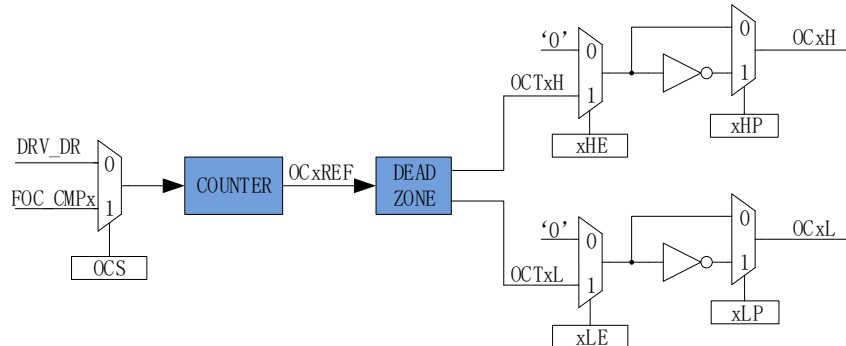 '0'
0
OCTxH
1
xHE
0
1
OCxH
xHP
DRV_DR
0
FOC_CMPx
1
OCS
COUNTER
OCxREF
DEAD
ZONE
'0'
0
OCTxL
1
xLE
0
1
OCxL
xLP